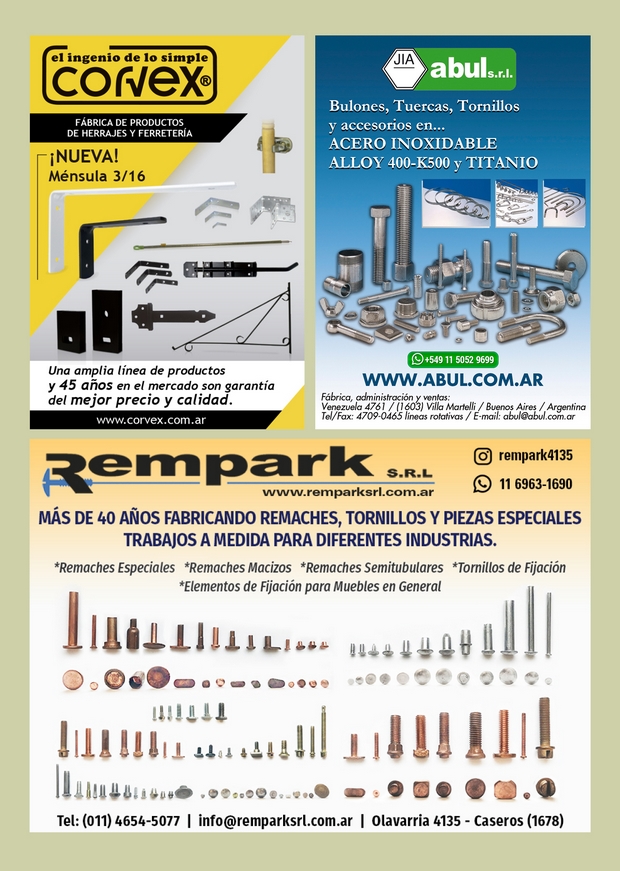 el ingenio de lo simple
corvex®
FÁBRICA DE PRODUCTOS
DE HERRAJES Y FERRETERÍA
¡NUEVA!
Ménsula 3/16
Una amplia línea de productos
y 45 años en el mercado son garantía
del mejor precio y calidad.
www.corvex.com.ar
JIA
abul s.r.l.
Bulones, Tuercas, Tornillos
y accesorios en...
ACERO INOXIDABLE
ALLOY 400-K500 y TITANIO
+549 11 5052 9699
WWW.ABUL.COM.AR
Fábrica, administración y ventas:
Venezuela 4761 / (1603) Villa Martelli / Buenos Aires / Argentina
Tel/Fax: 4709-0465 líneas rotativas / E-mail: abul@abul.com.ar
Rempark S.R.L
www.remparksrl.com.ar
rempark4135
11 6963-1690
MÁS DE 40 AÑOS FABRICANDO REMACHES, TORNILLOS Y PIEZAS ESPECIALES
TRABAJOS A MEDIDA PARA DIFERENTES INDUSTRIAS.
*Remaches Especiales *Remaches Macizos *Remaches Semitubulares *Tornillos de Fijación
*Elementos de Fijación para Muebles en General
Tel: (011) 4654-5077 | info@remparksrl.com.ar | Olavarria 4135 - Caseros (1678)